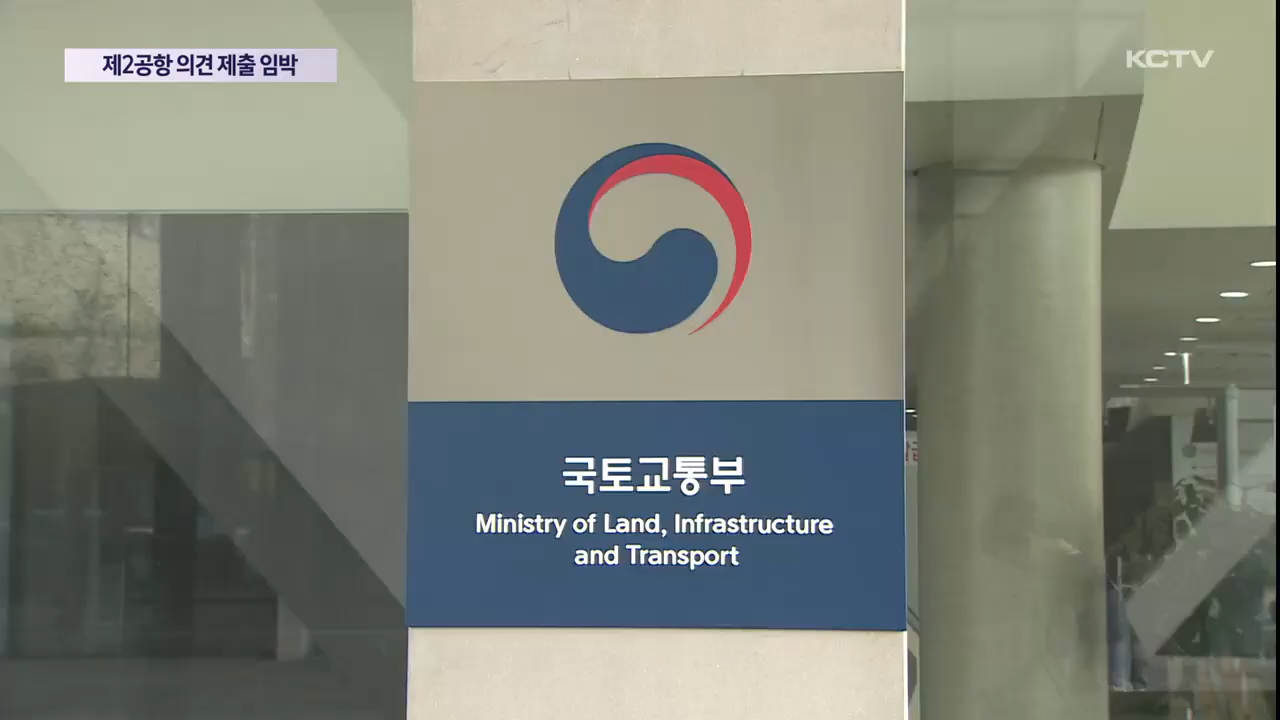 제2공항 의견 제출 임박
KCTV
국토교통부
Ministry of Land, Infrastructure
and Transport